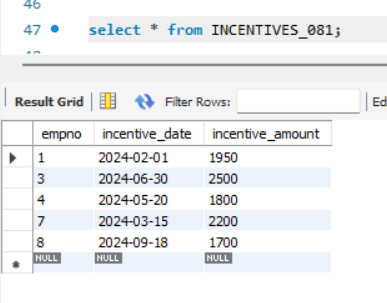 46
47 select * from INCENTIVES_081;
Result Grid Filter Rows: Ed
empno incentive_date incentive_amount
1 2024-02-01 1950
3 2024-06-30 2500
4 2024-05-20 1800
7 2024-03-15 2200
8 2024-09-18 1700
NULL NULL NULL